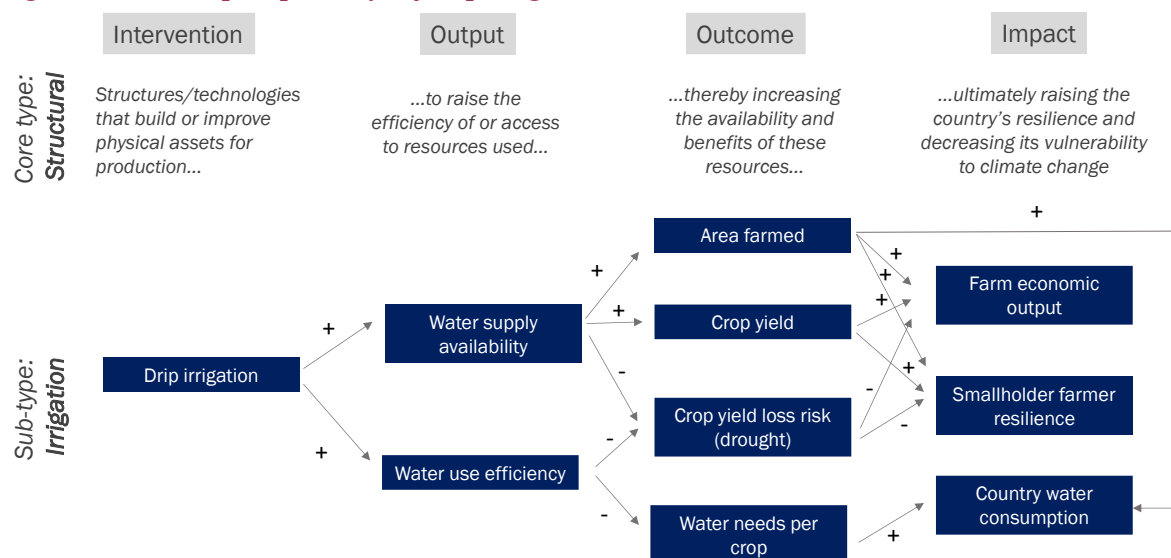 Intervention
Output
Outcome
Impact
Core type:
Structural
Structures/technologies
that build or improve
physical assets for
production...
...to raise the
efficiency of or access
to resources used...
...thereby increasing
the availability and
benefits of these
resources...
...ultimately raising the
country's resilience and
decreasing its vulnerability
to climate change
Sub-type:
Irrigation
Drip irrigation
+
+
Water supply
availability
Water use efficiency
+
+
-
-
-
Area farmed
Crop yield
Crop yield loss risk
(drought)
Water needs per
crop
+
+
+
+
+
-
-
+
Farm economic
output
Smallholder farmer
resilience
Country water
consumption